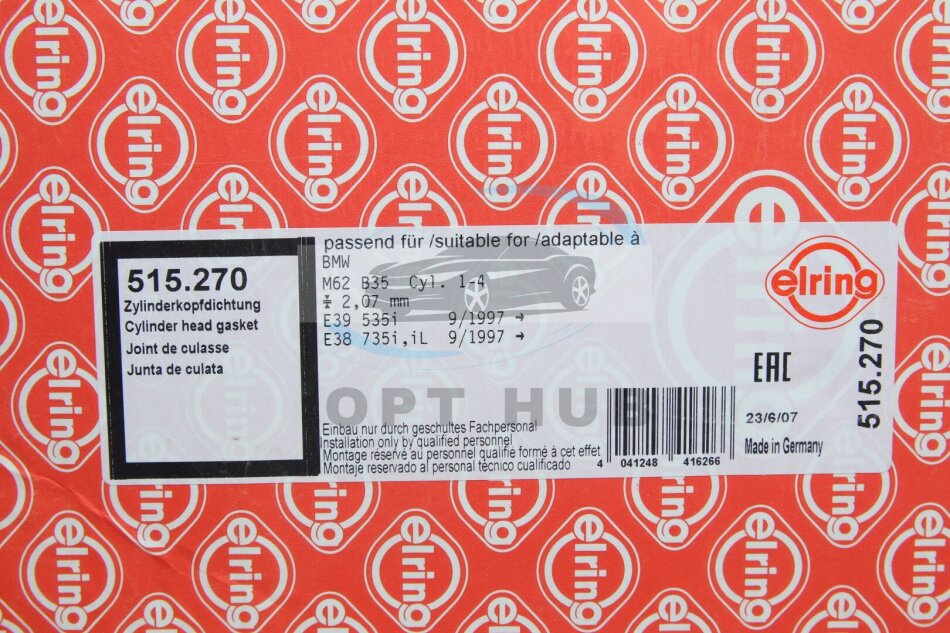 515.270
Zylinderkopfdichtung
Cylinder head gasket
Joint de culasse
Junta de culata
passend für /suitable for /adaptable à
BMW
M62 B35 Cyl. 1-4
2,07 mm
E39 535i 9/1997 →
E38 735i,iL 9/1997 →
OPT HUB
Einbau nur durch geschultes Fachpersonal
Installation only by qualified personnel
Montage réservé au personnel qualifié formé à cet effet
Montaje reservado al personal técnico cualificado
4 041248 416266
elring
EAC
23/6/07
Made in Germany
515.270